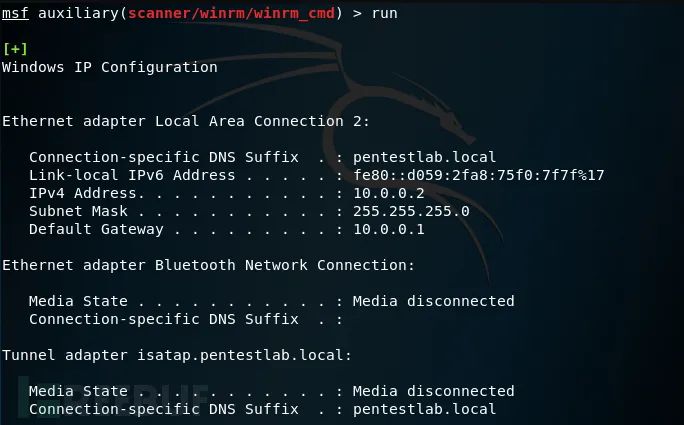 msf auxiliary(scanner/winrm/winrm_cmd) > run
[+]
Windows IP Configuration
Ethernet adapter Local Area Connection 2:
Connection-specific DNS Suffix . : pentestlab.local
Link-local IPv6 Address . . . . . : fe80::d059:2fa8:75f0:7f7f%17
IPv4 Address. . . . . . . . . . . : 10.0.0.2
Subnet Mask . . . . . . . . . . . : 255.255.255.0
Default Gateway . . . . . . . . . : 10.0.0.1
Ethernet adapter Bluetooth Network Connection:
Media State . . . . . . . . . . . : Media disconnected
Connection-specific DNS Suffix . :
Tunnel adapter isatap.pentestlab.local:
Media State . . . . . . . . . . . : Media disconnected
Connection-specific DNS Suffix . : pentestlab.local